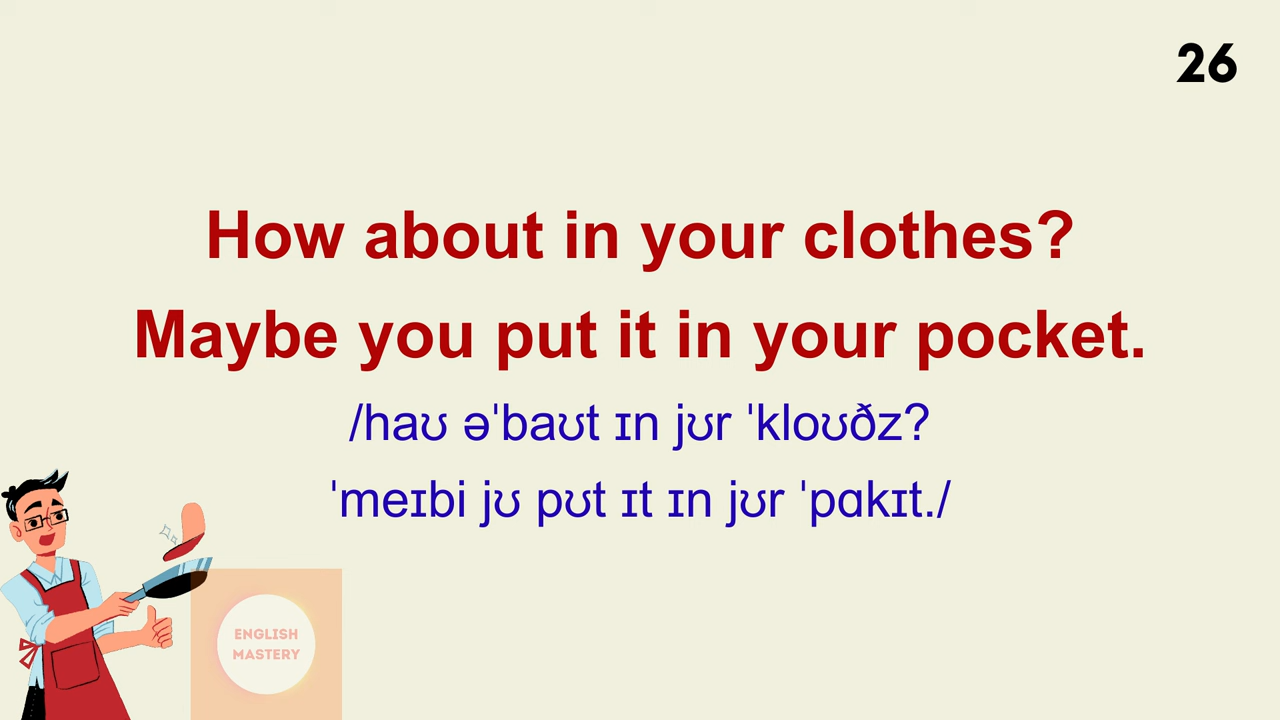 26
How about in your clothes?
Maybe you put it in your pocket.
/haʊ əˈbaʊt ɪn jʊr ˈkloʊðz?
ˈmeɪbi jʊ pʊt ɪt ɪn jʊr ˈpɑkɪt./
ENGLISH
MASTERY